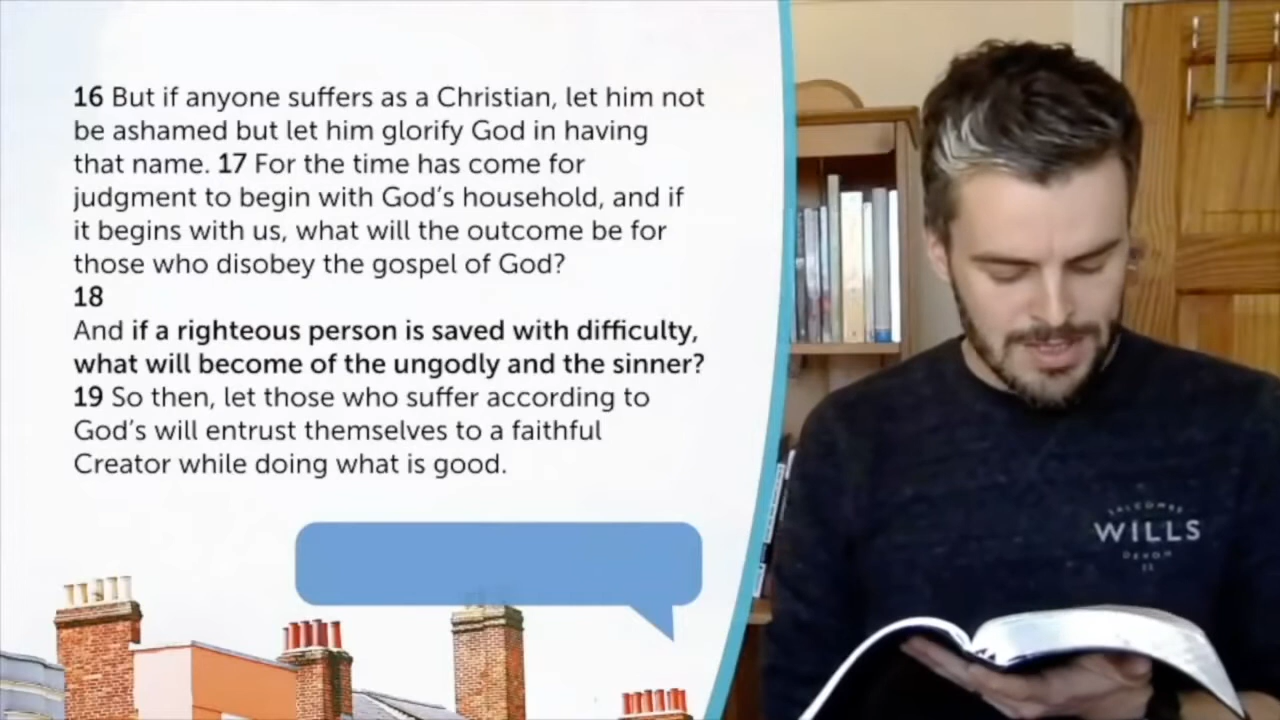 16 But if anyone suffers as a Christian, let him not
be ashamed but let him glorify God in having
that name. 17 For the time has come for
judgment to begin with God’s household, and if
it begins with us, what will the outcome be for
those who disobey the gospel of God?
18
And if a righteous person is saved with difficulty,
what will become of the ungodly and the sinner?
19 So then, let those who suffer according to
God’s will entrust themselves to a faithful
Creator while doing what is good.
SALCOMBE
WILLS
DEVON